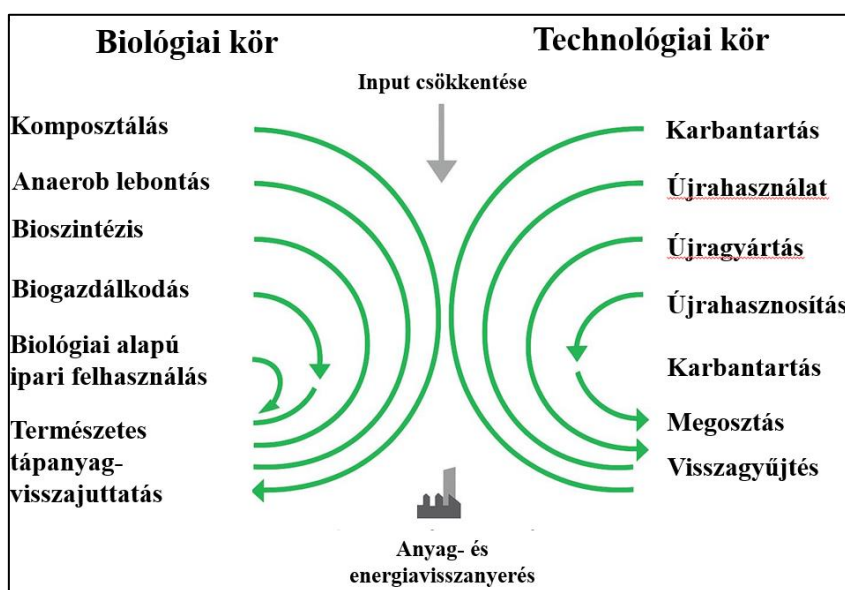 Biológiai kör
Technológiai kör
Input csökkentése
Komposztálás
Anaerob lebontás
Bioszintézis
Biogazdálkodás
Biológiai alapú
ipari felhasználás
Természetes
tápanyag-
visszajuttatás
Karbantartás
Újrahasználat
Újragyártás
Újrahasznosítás
Karbantartás
Megosztás
Visszagyűjtés
Anyag- és
energiavisszanyerés